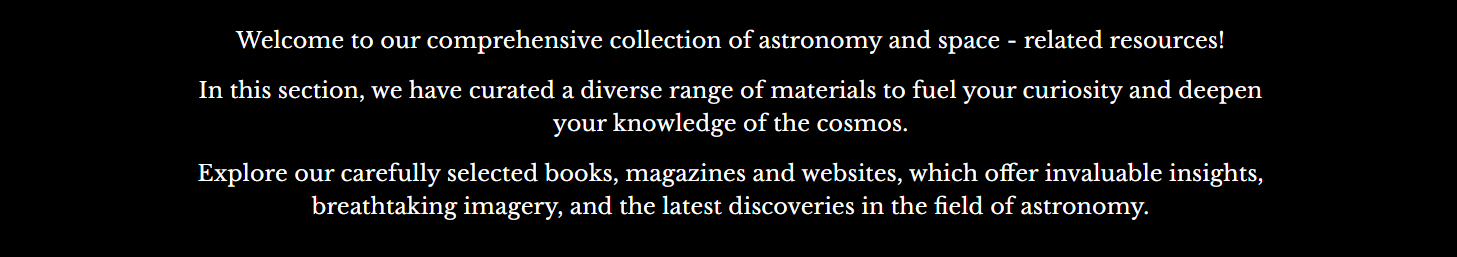 Welcome to our comprehensive collection of astronomy and space - related resources!
In this section, we have curated a diverse range of materials to fuel your curiosity and deepen
your knowledge of the cosmos.
Explore our carefully selected books, magazines and websites, which offer invaluable insights,
breathtaking imagery, and the latest discoveries in the field of astronomy.